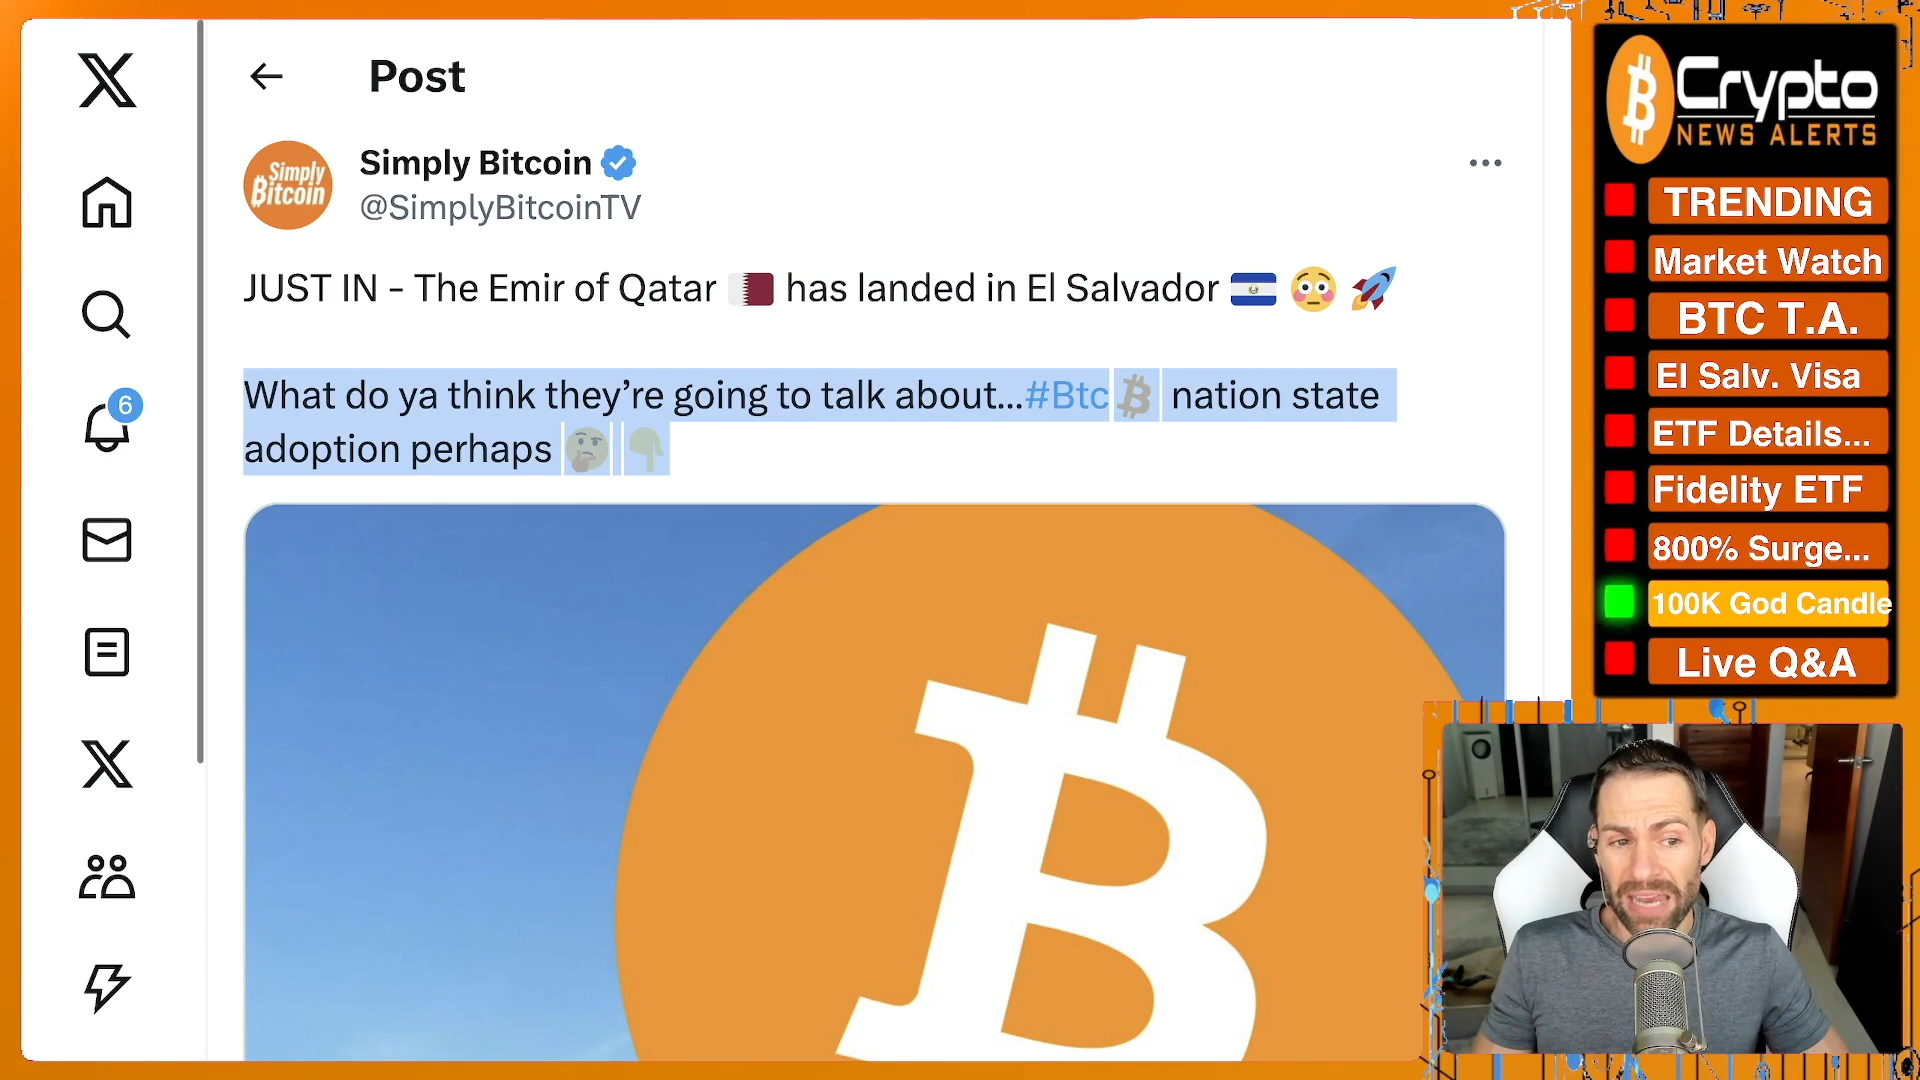 Post
Simply Bitcoin
Simply Bitcoin
@SimplyBitcoinTV
JUST IN - The Emir of Qatar 🇶🇦 has landed in El Salvador 🇸🇻 😳 🚀
What do ya think they’re going to talk about...#Btc nation state
adoption perhaps 🤔 👇
6
Crypto
NEWS ALERTS
TRENDING
Market Watch
BTC T.A.
El Salv. Visa
ETF Details...
Fidelity ETF
800% Surge...
100K God Candle
Live Q&A